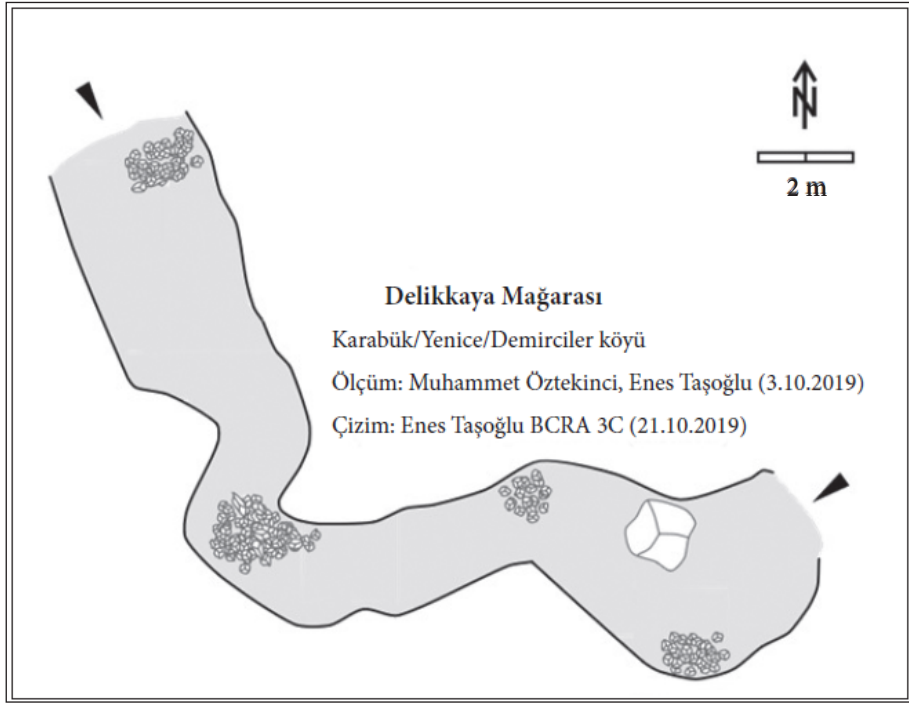 N
2 m
Delikkaya Mağarası
Karabük/Yenice/Demirciler köyü
Ölçüm: Muhammet Öztekinci, Enes Taşoğlu (3.10.2019)
Çizim: Enes Taşoğlu BCRA 3C (21.10.2019)